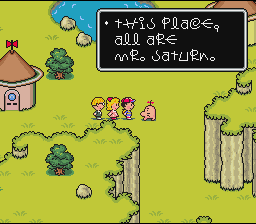 • this place,
all are
mr. saturn.